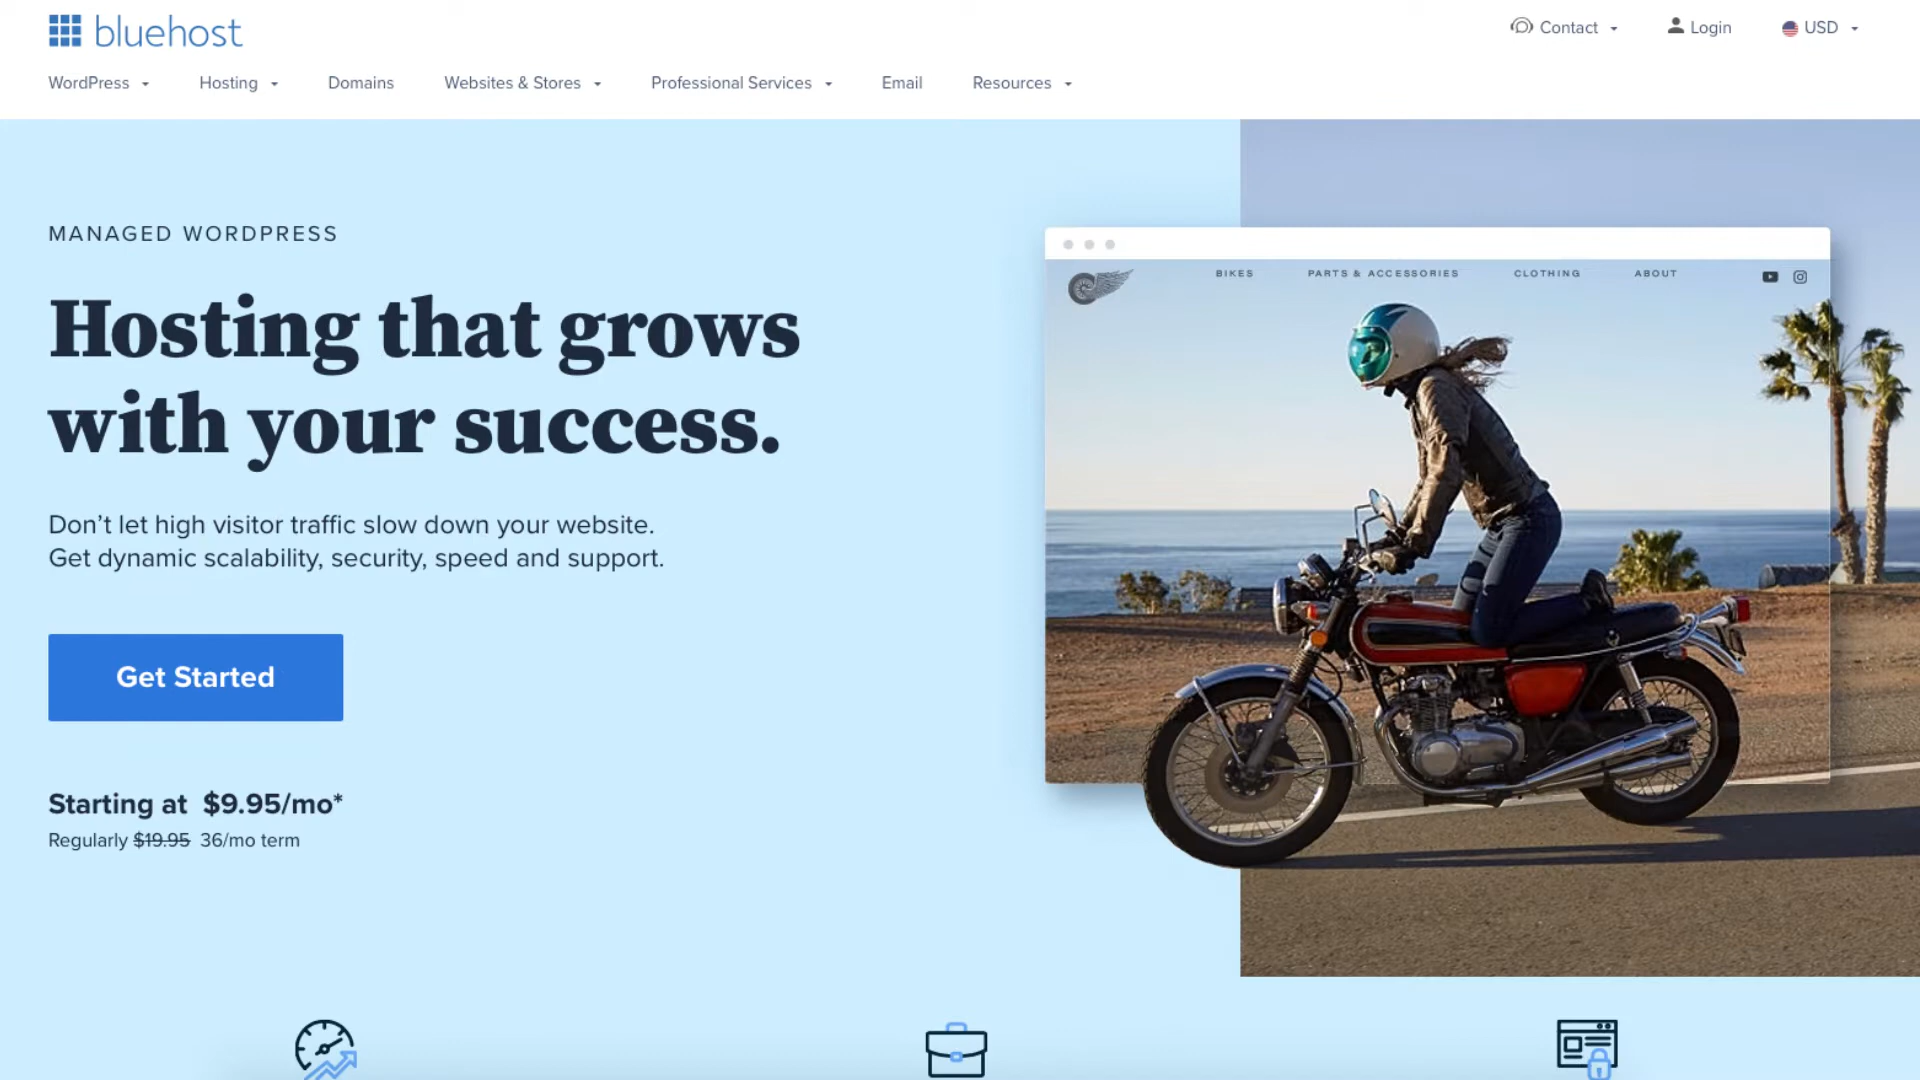 bluehost
Contact
Login
USD
WordPress
Hosting
Domains
Websites & Stores
Professional Services
Email
Resources
MANAGED WORDPRESS
Hosting that grows
with your success.
Don’t let high visitor traffic slow down your website.
Get dynamic scalability, security, speed and support.
Get Started
Starting at $9.95/mo*
Regularly $19.95 36/mo term
BIKES
PARTS & ACCESSORIES
CLOTHING
ABOUT